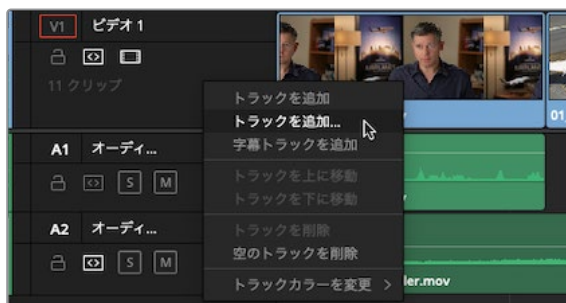 V1 ビデオ 1
11 クリップ
トラックを追加
トラックを追加...
字幕トラックを追加
トラックを上に移動
トラックを下に移動
トラックを削除
空のトラックを削除
トラックカラーを変更 >
01
A1 オーディ...
S M
A2 オーディ...
S M
ler.mov